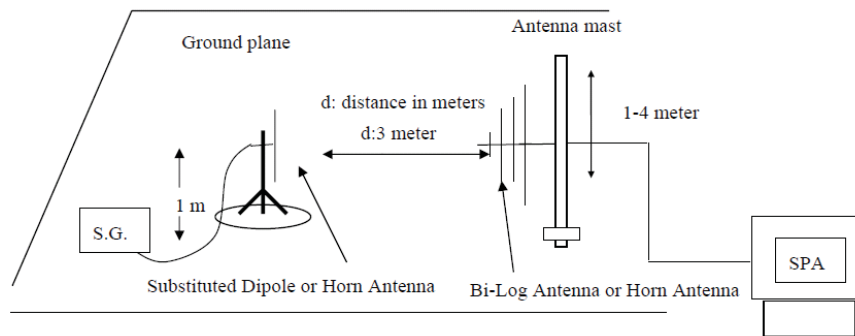 Antenna mast
Ground plane
d: distance in meters
d:3 meter
1-4 meter
1 m
S.G.
SPA
Substituted Dipole or Horn Antenna
Bi-Log Antenna or Horn Antenna